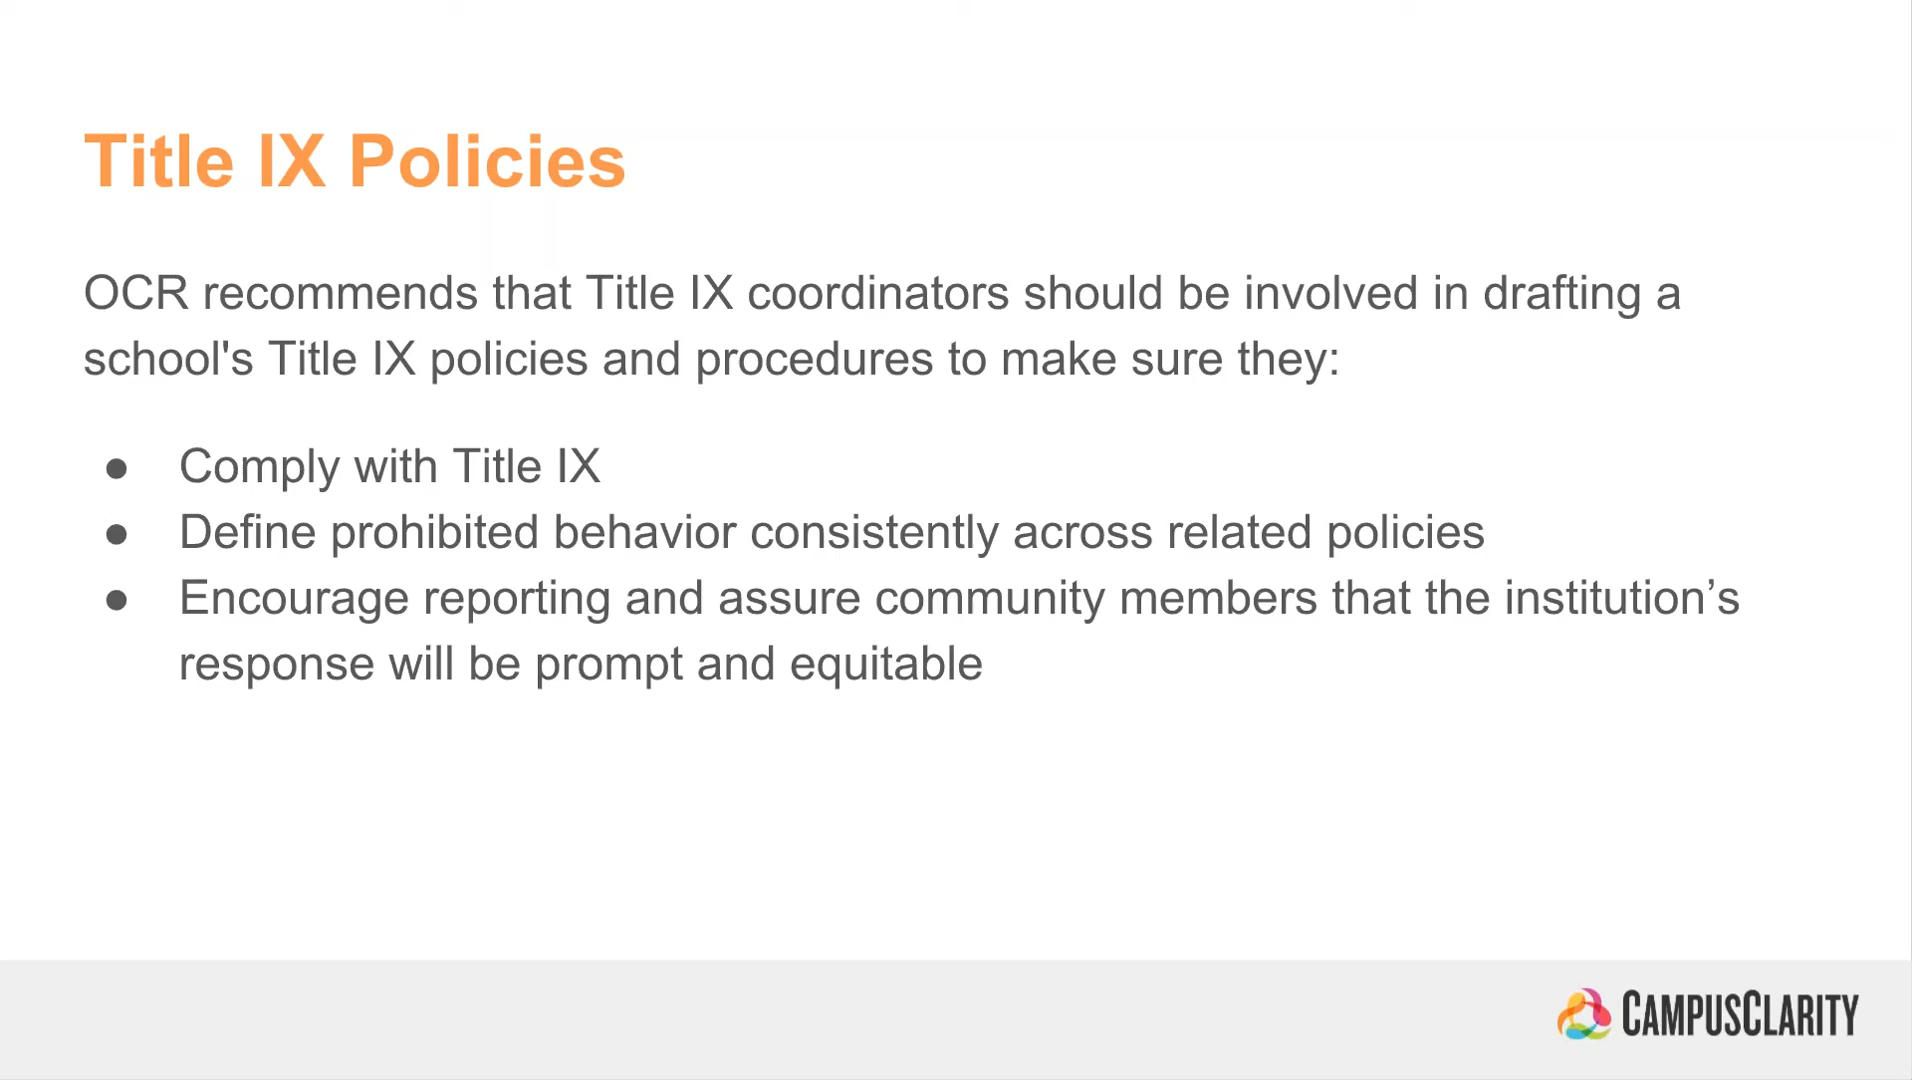 Title IX Policies
OCR recommends that Title IX coordinators should be involved in drafting a
school's Title IX policies and procedures to make sure they:
● Comply with Title IX
● Define prohibited behavior consistently across related policies
● Encourage reporting and assure community members that the institution’s
response will be prompt and equitable
CAMPUSCLARITY